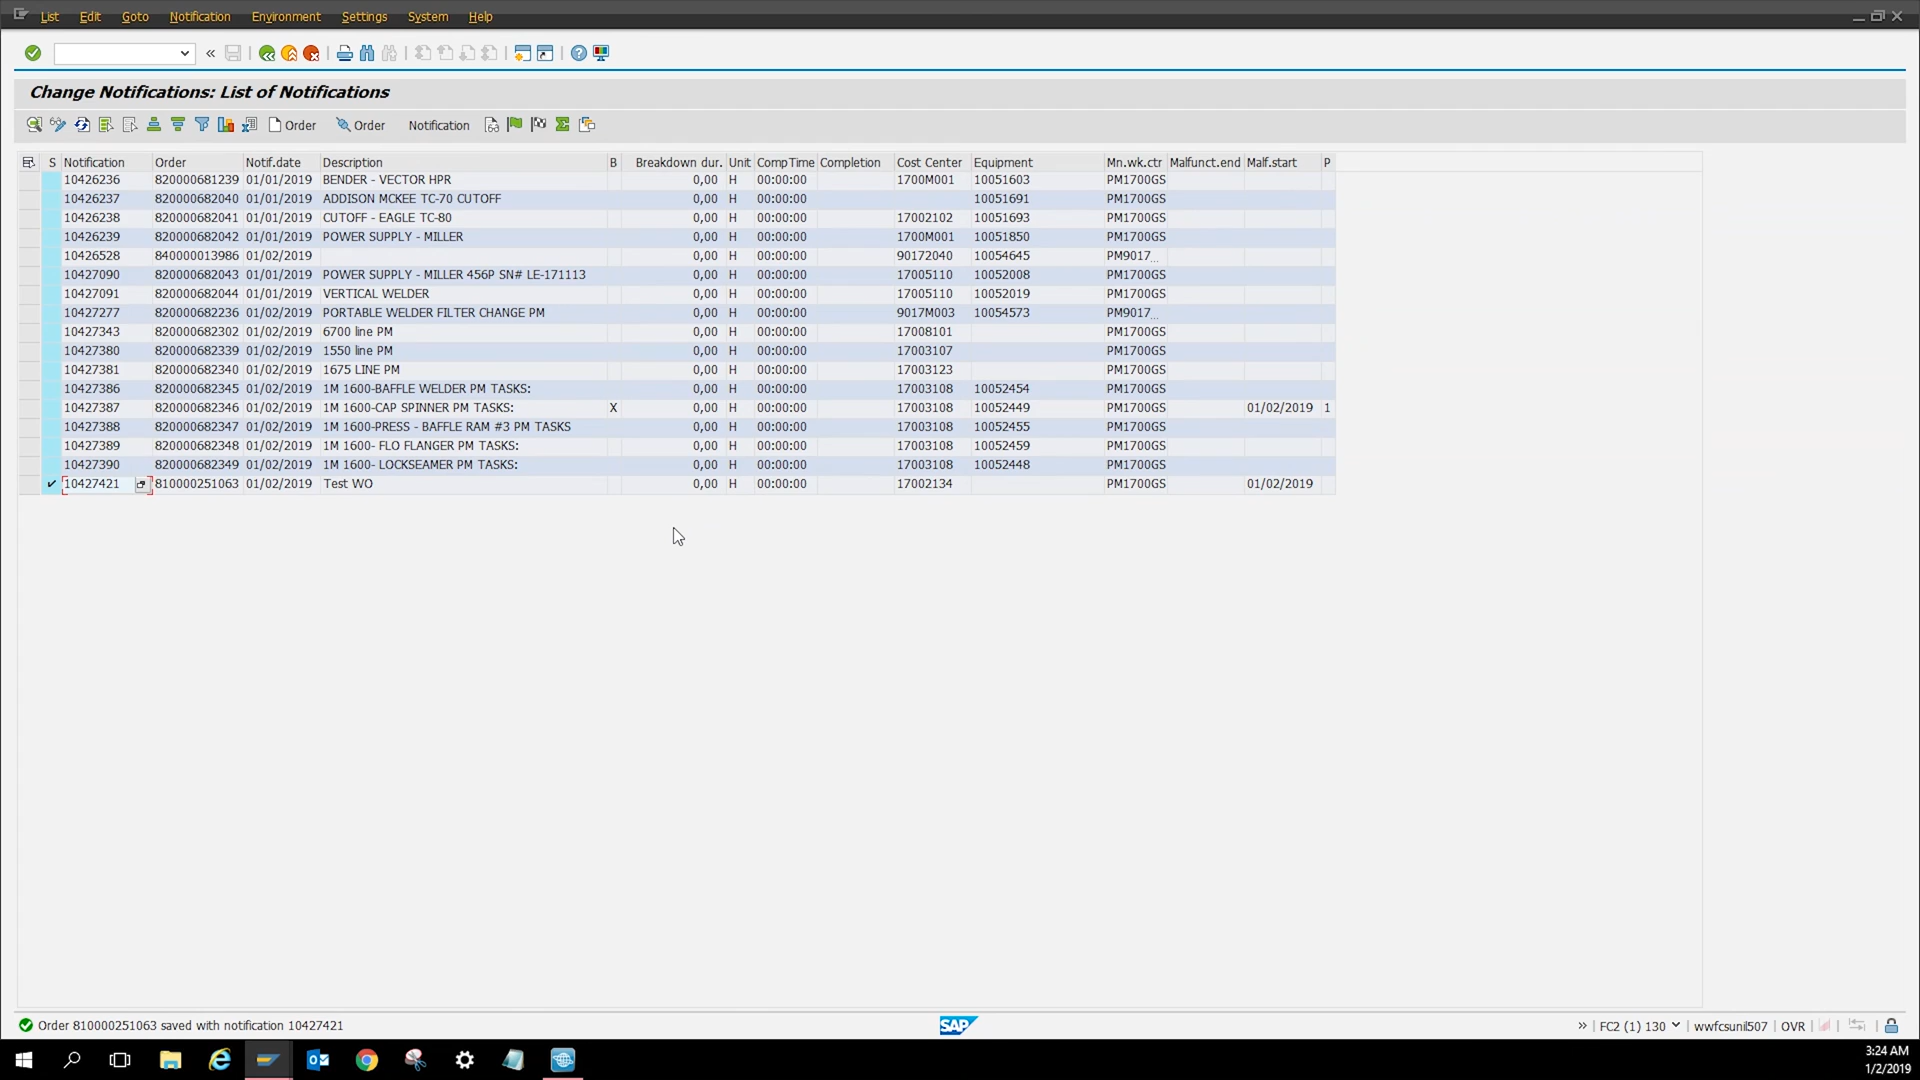 List Edit Goto Notification Environment Settings System Help
Change Notifications: List of Notifications
Order Order Notification
S Notification Order Notif.date Description B Breakdown dur. Unit CompTime Completion Cost Center Equipment Mn.wk.ctr Malfunct.end Malf.start P
10426236 820000681239 01/01/2019 BENDER - VECTOR HPR 0,00 H 00:00:00 1700M001 10051603 PM1700GS
10426237 820000682040 01/01/2019 ADDISON MCKEE TC-70 CUTOFF 0,00 H 00:00:00 10051691 PM1700GS
10426238 820000682041 01/01/2019 CUTOFF - EAGLE TC-80 0,00 H 00:00:00 17002102 10051693 PM1700GS
10426239 820000682042 01/01/2019 POWER SUPPLY - MILLER 0,00 H 00:00:00 1700M001 10051850 PM1700GS
10426528 840000013986 01/02/2019 0,00 H 00:00:00 90172040 10054645 PM9017...
10427090 820000682043 01/01/2019 POWER SUPPLY - MILLER 456P SN# LE-171113 0,00 H 00:00:00 17005110 10052008 PM1700GS
10427091 820000682044 01/01/2019 VERTICAL WELDER 0,00 H 00:00:00 17005110 10052019 PM1700GS
10427277 820000682236 01/02/2019 PORTABLE WELDER FILTER CHANGE PM 0,00 H 00:00:00 9017M003 10054573 PM9017...
10427343 820000682302 01/02/2019 6700 line PM 0,00 H 00:00:00 17008101 PM1700GS
10427380 820000682339 01/02/2019 1550 line PM 0,00 H 00:00:00 17003107 PM1700GS
10427381 820000682340 01/02/2019 1675 LINE PM 0,00 H 00:00:00 17003123 PM1700GS
10427386 820000682345 01/02/2019 1M 1600-BAFFLE WELDER PM TASKS: 0,00 H 00:00:00 17003108 10052454 PM1700GS
10427387 820000682346 01/02/2019 1M 1600-CAP SPINNER PM TASKS: X 0,00 H 00:00:00 17003108 10052449 PM1700GS 01/02/2019 1
10427388 820000682347 01/02/2019 1M 1600-PRESS - BAFFLE RAM #3 PM TASKS 0,00 H 00:00:00 17003108 10052455 PM1700GS
10427389 820000682348 01/02/2019 1M 1600- FLO FLANGER PM TASKS: 0,00 H 00:00:00 17003108 10052459 PM1700GS
10427390 820000682349 01/02/2019 1M 1600- LOCKSEAMER PM TASKS: 0,00 H 00:00:00 17003108 10052448 PM1700GS
10427421 810000251063 01/02/2019 Test WO 0,00 H 00:00:00 17002134 PM1700GS 01/02/2019
Order 810000251063 saved with notification 10427421 SAP FC2 (1) 130 wwfcsunil507 OVR
3:24 AM
1/2/2019